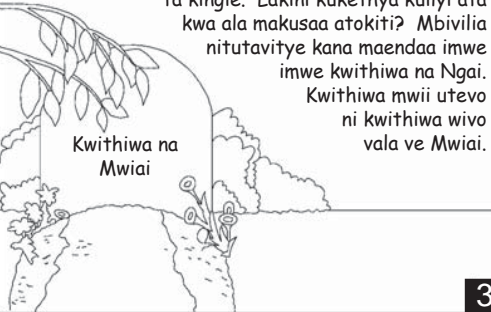 kwa ala makusaa atokiti? Mbivilia
nitutavitye kana maendaa imwe
imwe kwithiwa na Ngai.
Kwithiwa mwii utevo
ni kwithiwa wivo
vala ve Mwiai.
Kwithiwa na
Mwiai
3